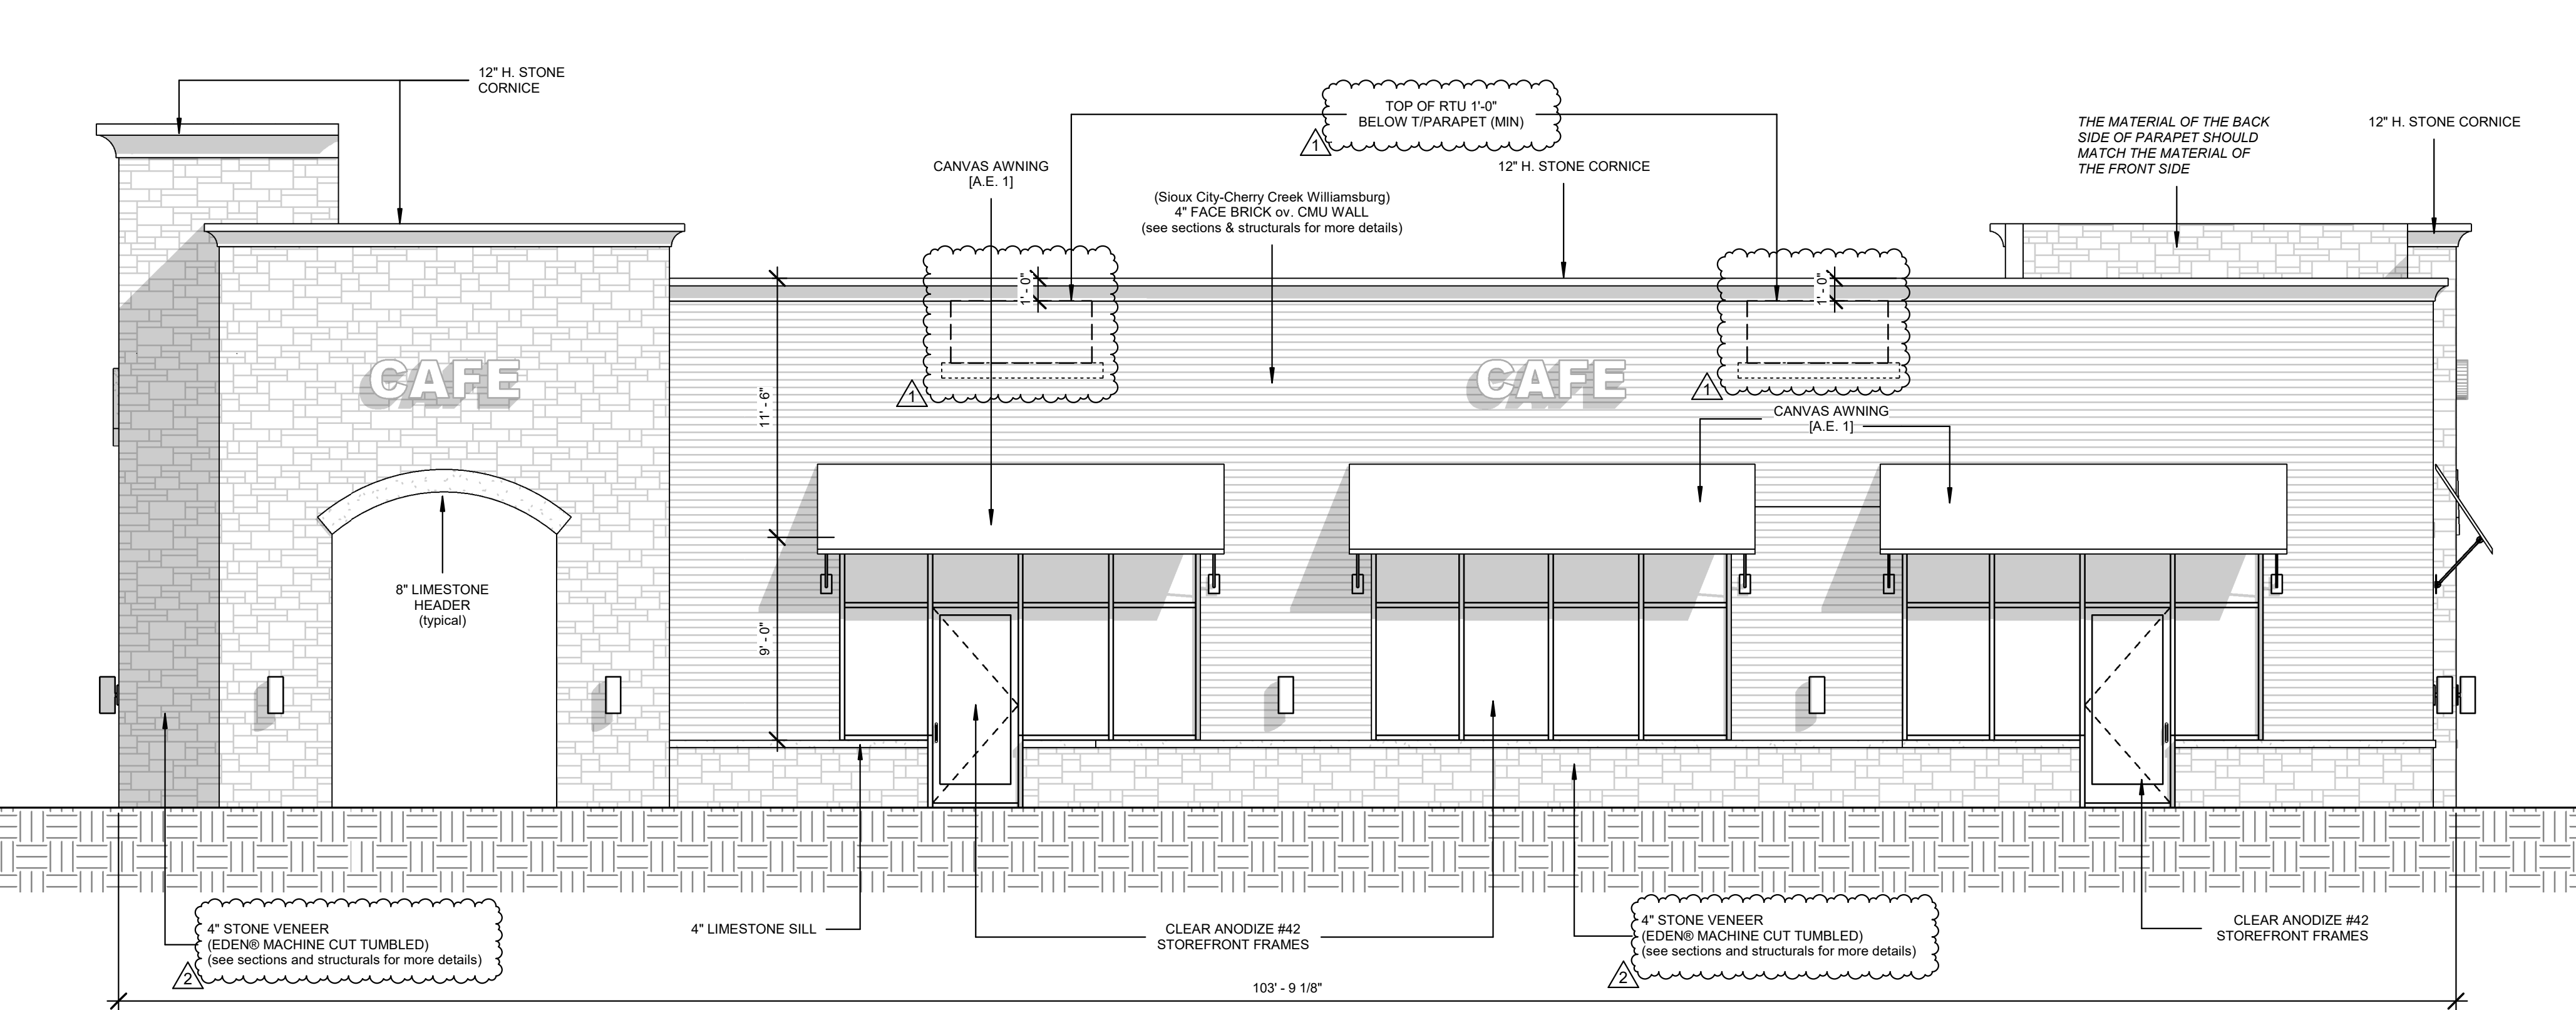 12" H. STONE
CORNICE
TOP OF RTU 1'-0"
BELOW T/PARAPET (MIN)
1
THE MATERIAL OF THE BACK
SIDE OF PARAPET SHOULD
MATCH THE MATERIAL OF
THE FRONT SIDE
12" H. STONE CORNICE
CANVAS AWNING
[A.E. 1]
12" H. STONE CORNICE
(Sioux City-Cherry Creek Williamsburg)
4" FACE BRICK ov. CMU WALL
(see sections & structurals for more details)
1' - 0"
1' - 0"
CAFE
11' - 6"
1
CAFE
1
CANVAS AWNING
[A.E. 1]
8" LIMESTONE
HEADER
(typical)
9' - 0"
4" STONE VENEER
(EDEN® MACHINE CUT TUMBLED)
(see sections and structurals for more details)
2
4" LIMESTONE SILL
CLEAR ANODIZE #42
STOREFRONT FRAMES
4" STONE VENEER
(EDEN® MACHINE CUT TUMBLED)
(see sections and structurals for more details)
2
CLEAR ANODIZE #42
STOREFRONT FRAMES
103' - 9 1/8"